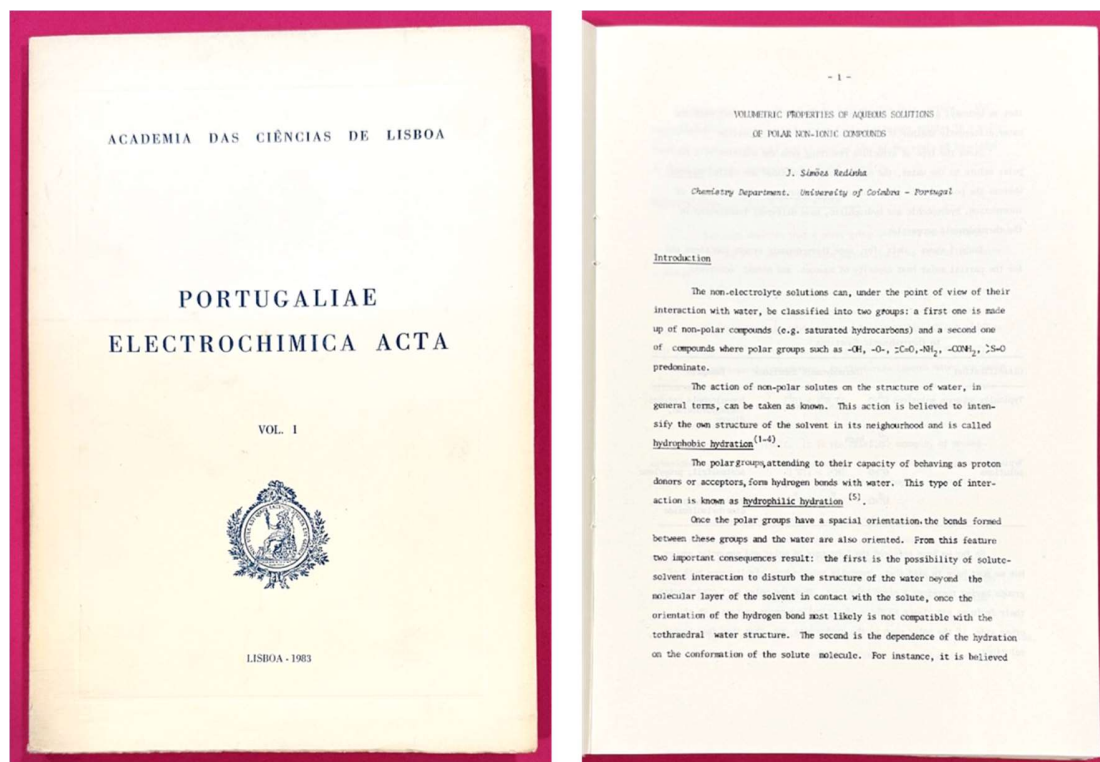 ACADEMIA DAS CIÊNCIAS DE LISBOA
PORTUGALIAE
ELECTROCHIMICA ACTA
VOL. I
LISBOA - 1983
- 1 -
VOLUMETRIC PROPERTIES OF AQUEOUS SOLUTIONS
OF POLAR NON-IONIC COMPOUNDS
J. Simões Redinha
Chemistry Department. University of Coimbra - Portugal
Introduction
The non-electrolyte solutions can, under the point of view of their
interaction with water, be classified into two groups: a first one is made
up of non-polar compounds (e.g. saturated hydrocarbons) and a second one
of compounds where polar groups such as -OH, -O-, >C=O,-NH₂, -CONH₂, >S=O
predominate.
The action of non-polar solutes on the structure of water, in
general terms, can be taken as known. This action is believed to inten-
sify the own structure of the solvent in its neighourhood and is called
hydrophobic hydration(1-4).
The polar groups,attending to their capacity of behaving as proton
donors or acceptors, form hydrogen bonds with water. This type of inter-
action is known as hydrophilic hydration [5].
Once the polar groups have a spacial orientation.the bonds formed
between these groups and the water are also oriented. From this feature
two important consequences result: the first is the possibility of solute-
solvent interaction to disturb the structure of the water beyond the
molecular layer of the solvent in contact with the solute, once the
orientation of the hydrogen bond most likely is not compatible with the
tothraedral water structure. The second is the dependence of the hydration
on the conformation of the solute molecule. For instance, it is believed